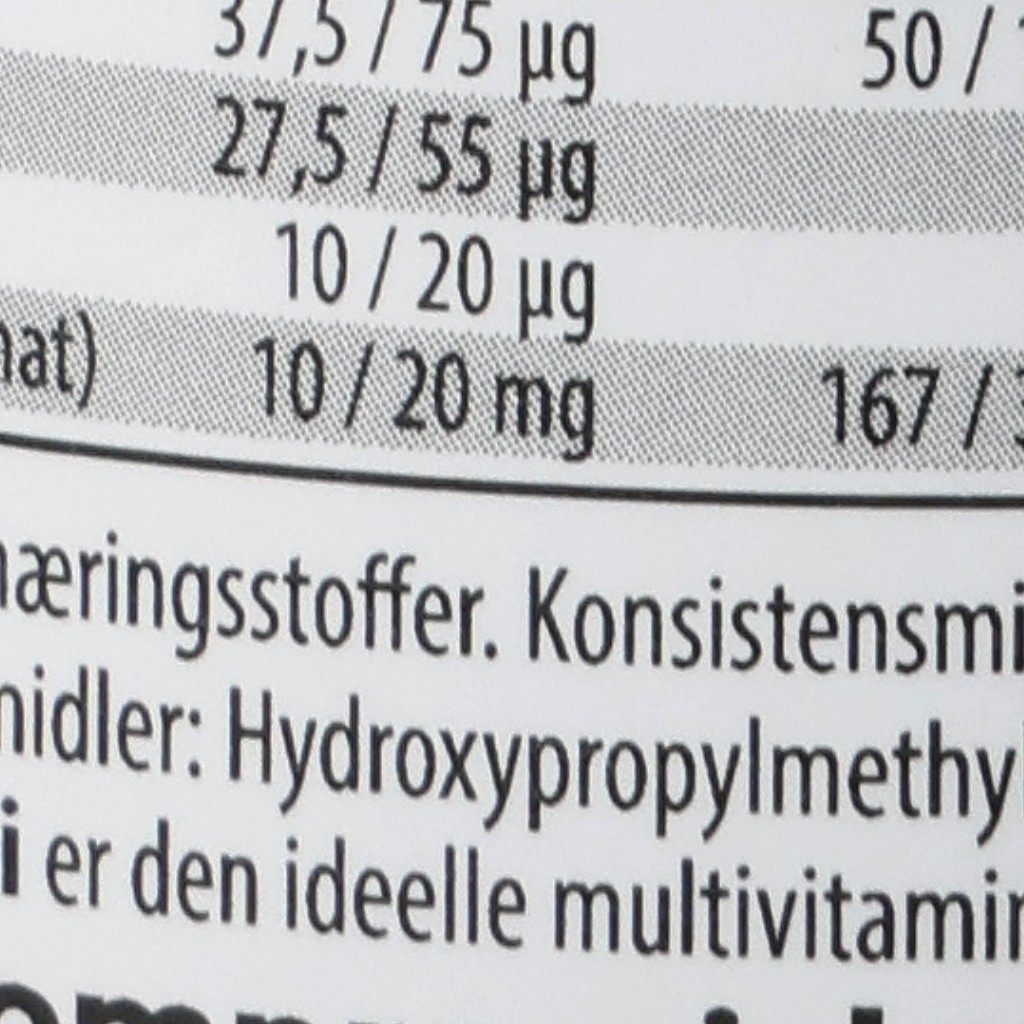 37,5 / 75 µg 50 /
27,5 / 55 µg
10 / 20 µg
10 / 20 mg 167 /
næringsstoffer. Konsistensmi
midler: Hydroxypropylmethyl
i er den ideelle multivitamin